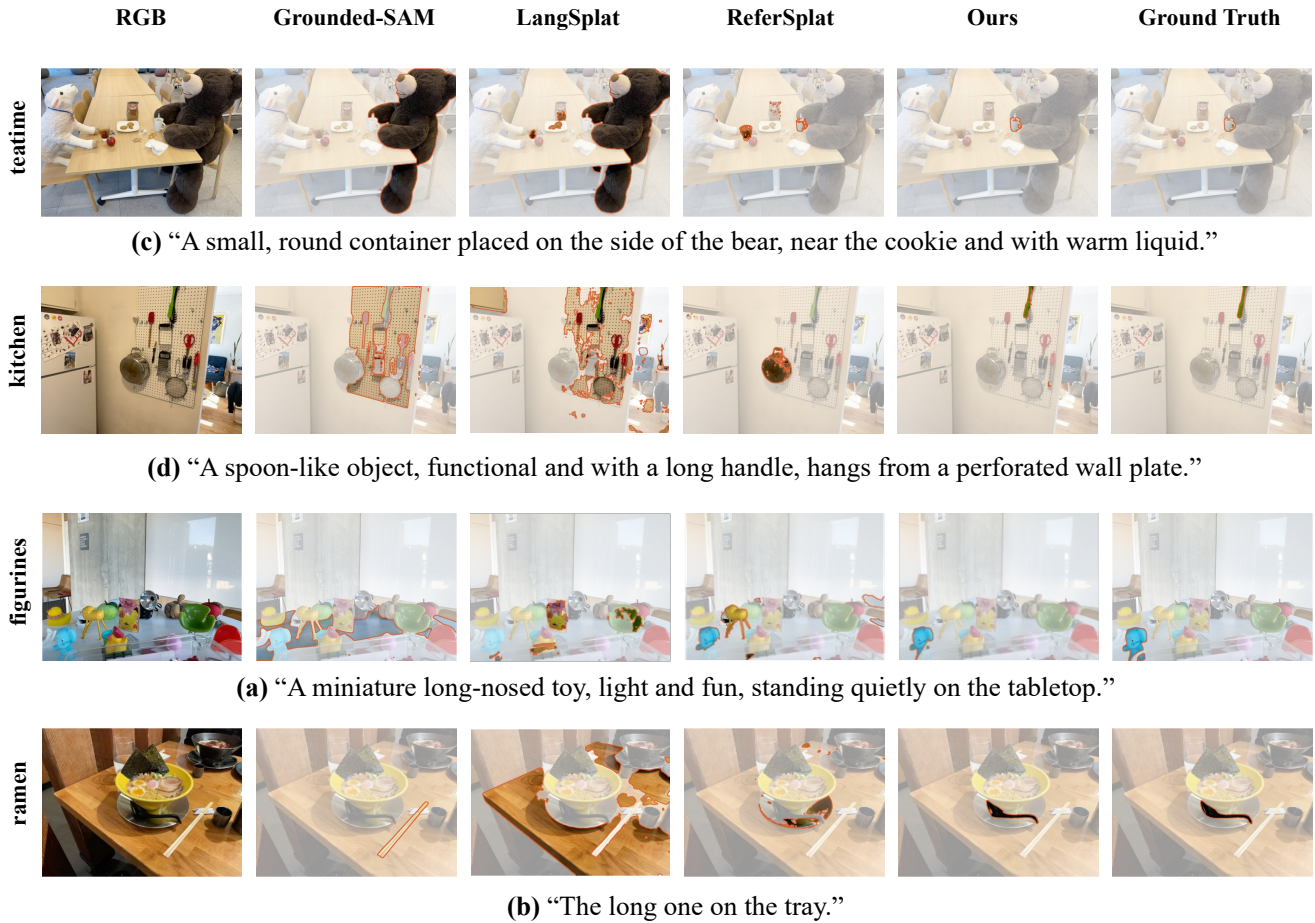 RGB Grounded-SAM LangSplat ReferSplat Ours Ground Truth
teatime
(c) “A small, round container placed on the side of the bear, near the cookie and with warm liquid.”
kitchen
(d) “A spoon-like object, functional and with a long handle, hangs from a perforated wall plate.”
figurines
(a) “A miniature long-nosed toy, light and fun, standing quietly on the tabletop.”
ramen
(b) “The long one on the tray.”